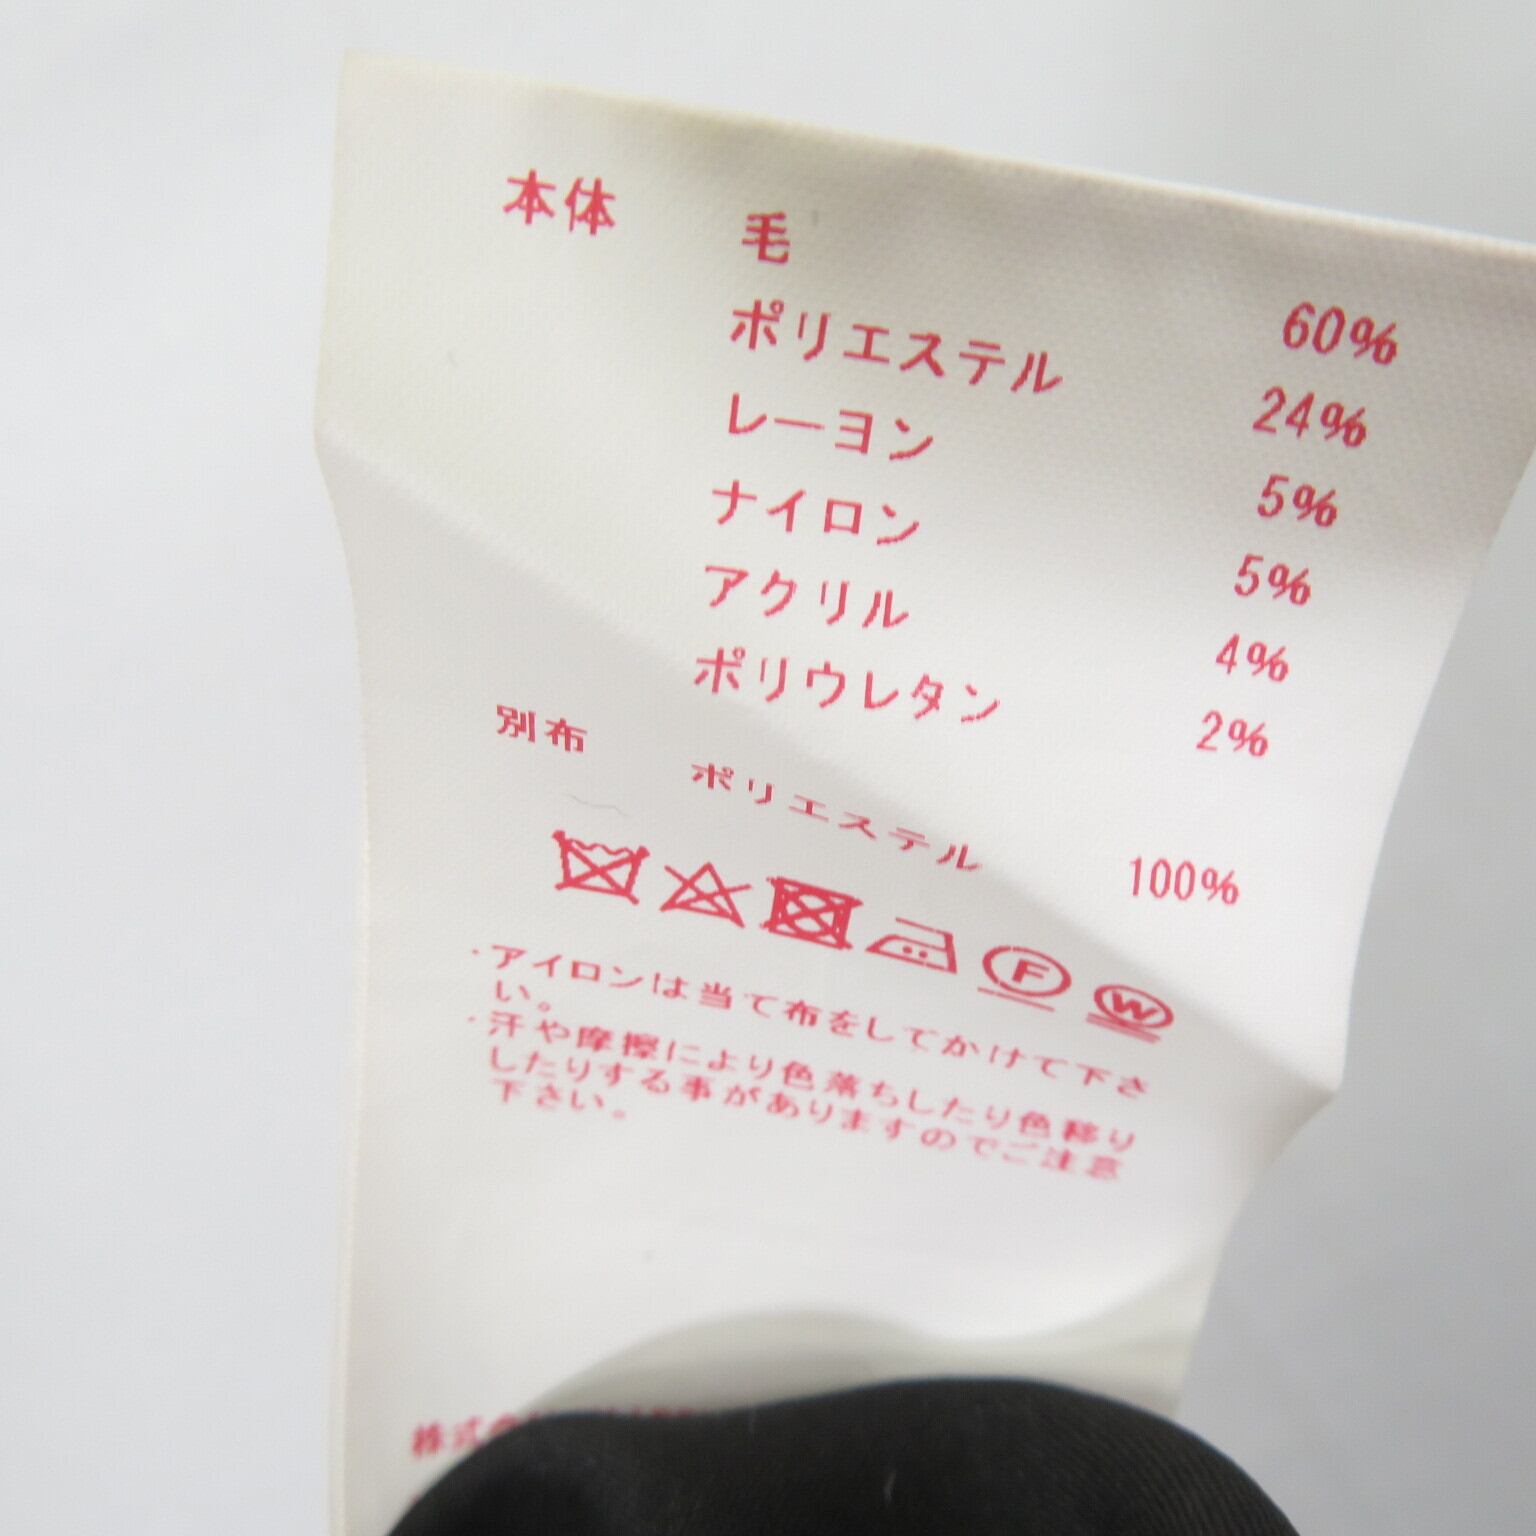 本体 毛 60%
ポリエステル 24%
レーヨン 5%
ナイロン 5%
アクリル 4%
ポリウレタン 2%
別布 ポリエステル 100%
F W
・アイロンは当て布をしてかけて下さ
い。
・汗や摩擦により色落ちしたり色移り
したりする事がありますのでご注意
下さい。
株式